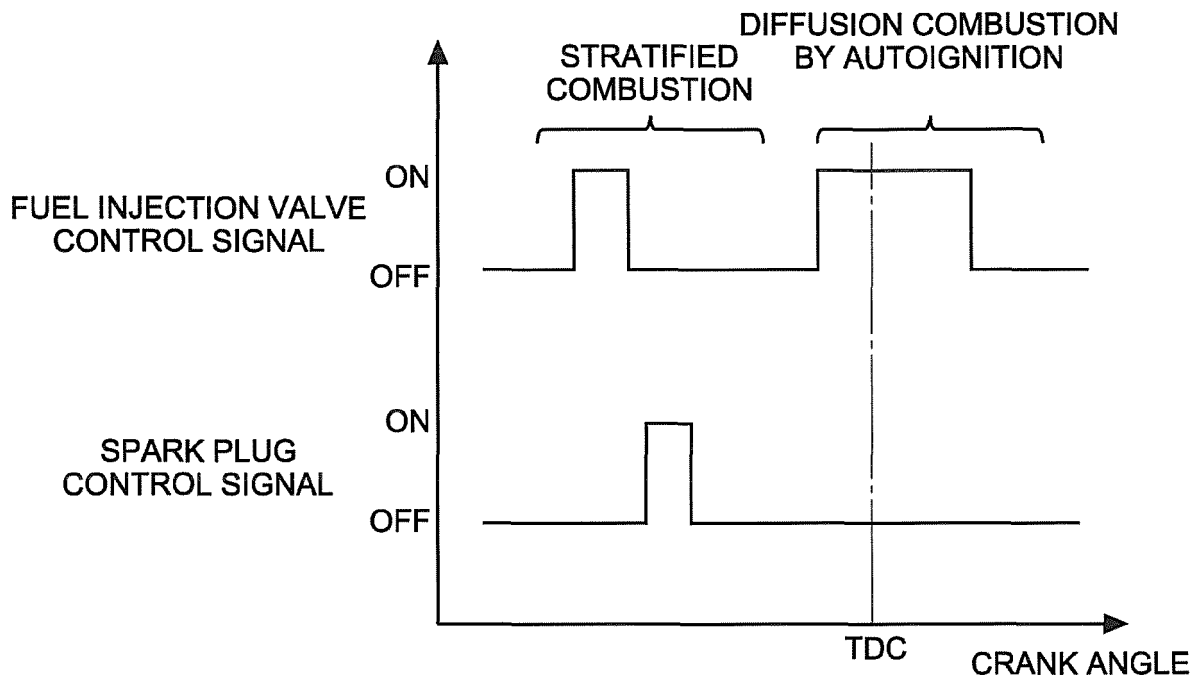 DIFFUSION COMBUSTION
BY AUTOIGNITION
STRATIFIED
COMBUSTION
ON
FUEL INJECTION VALVE
CONTROL SIGNAL
OFF
ON
SPARK PLUG
CONTROL SIGNAL
OFF
TDC
CRANK ANGLE